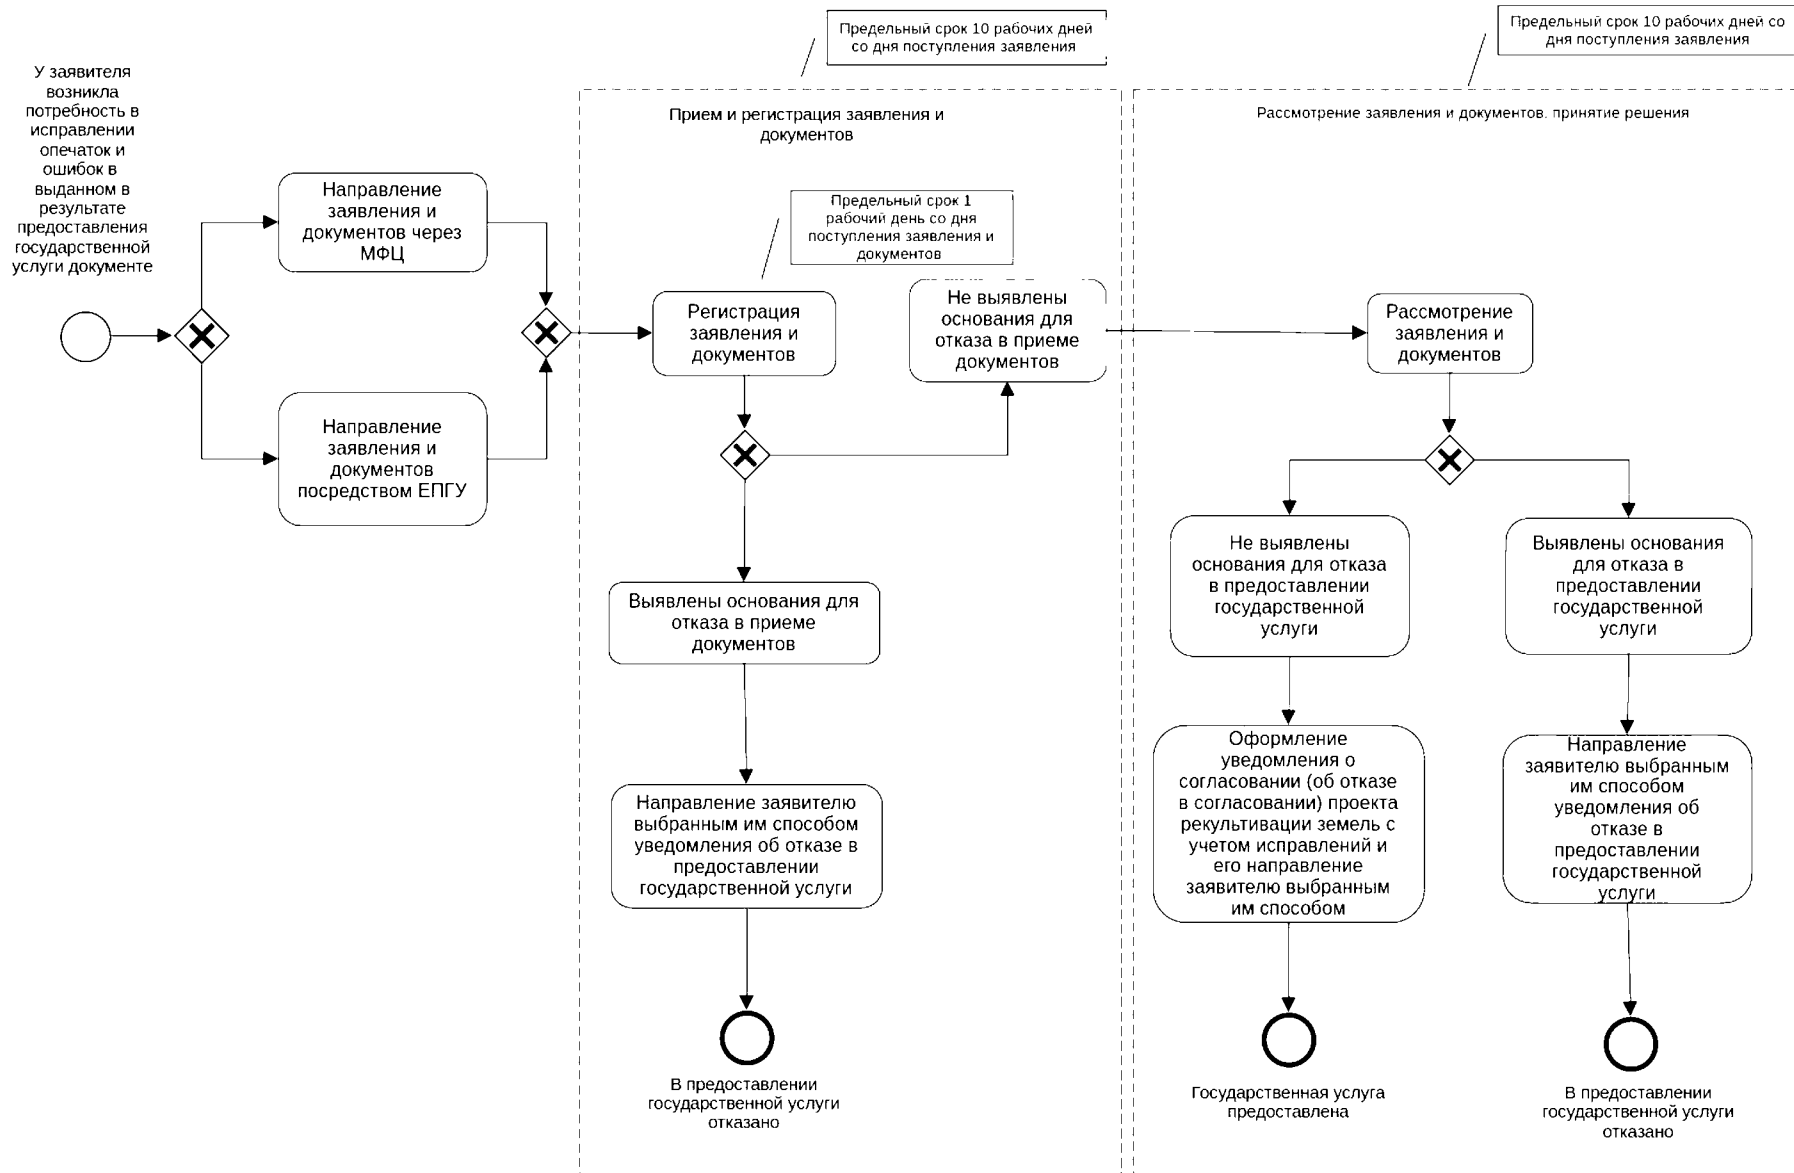 Предельный срок 10 рабочих дней
со дня поступления заявления
Предельный срок 10 рабочих дней со
дня поступления заявления
У заявителя
возникла
потребность в
исправлении
опечаток и
ошибок в
выданном в
результате
предоставления
государственной
услуги документе
Прием и регистрация заявления и
документов
Рассмотрение заявления и документов. принятие решения
Направление
заявления и
документов через
МФЦ
Направление
заявления и
документов
посредством ЕПГУ
Предельный срок 1
рабочий день со дня
поступления заявления и
документов
Регистрация
заявления и
документов
Не выявлены
основания для
отказа в приеме
документов
Рассмотрение
заявления и
документов
Выявлены основания для
отказа в приеме
документов
Не выявлены
основания для отказа
в предоставлении
государственной
услуги
Выявлены основания
для отказа в
предоставлении
государственной
услуги
Направление заявителю
выбранным им способом
уведомления об отказе в
предоставлении
государственной услуги
Оформление
уведомления о
согласовании (об отказе
в согласовании) проекта
рекультивации земель с
учетом исправлений и
его направление
заявителю выбранным
им способом
Направление
заявителю выбранным
им способом
уведомления об
отказе в
предоставлении
государственной
услуги
В предоставлении
государственной услуги
отказано
Государственная услуга
предоставлена
В предоставлении
государственной услуги
отказано